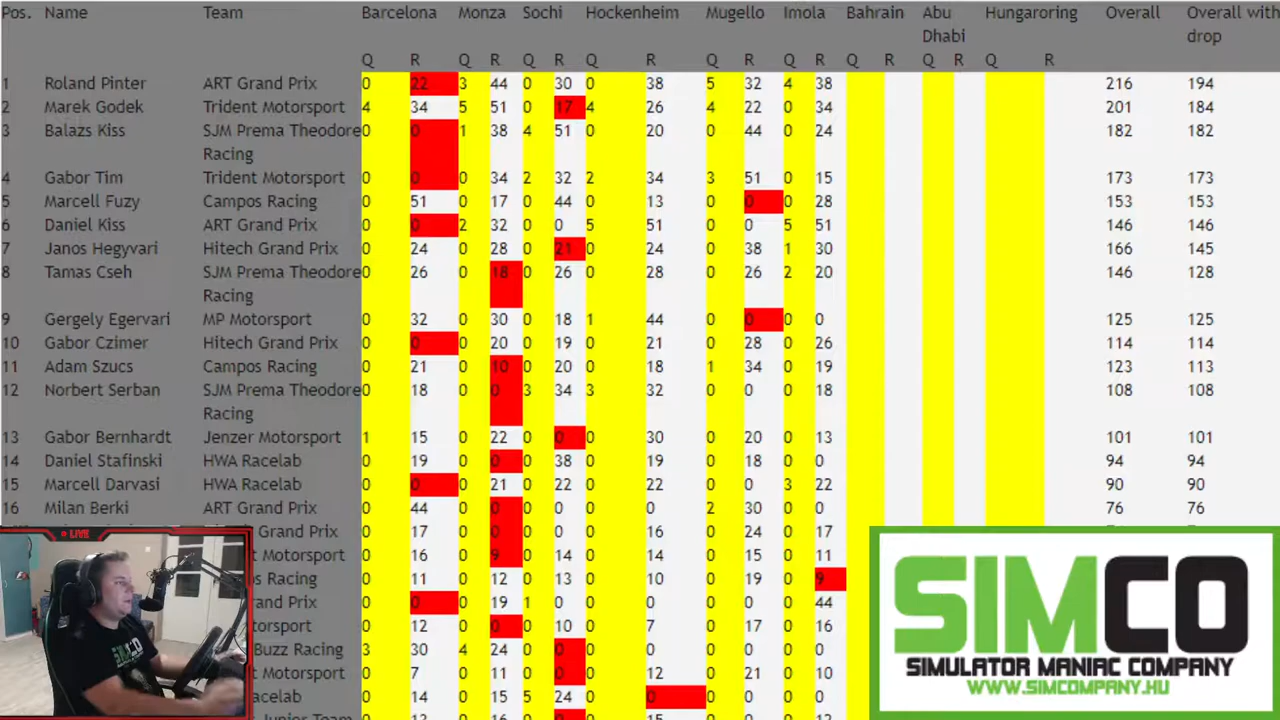 Pos. Name Team Barcelona Monza Sochi Hockenheim Mugello Imola Bahrain Abu Dhabi Hungaroring Overall Overall with drop
Q R Q R Q R Q R Q R Q R Q R Q R Q R
1 Roland Pinter ART Grand Prix 0 22 3 44 0 30 0 38 5 32 4 38 216 194
2 Marek Godek Trident Motorsport 4 34 5 51 0 17 4 26 4 22 0 34 201 184
3 Balazs Kiss SJM Prema Theodore Racing 0 0 1 38 4 51 0 20 0 44 0 24 182 182
4 Gabor Tim Trident Motorsport 0 0 0 34 2 32 2 34 3 51 0 15 173 173
5 Marcell Fuzy Campos Racing 0 51 0 17 0 44 0 13 0 0 0 28 153 153
6 Daniel Kiss ART Grand Prix 0 0 2 32 0 0 5 51 0 0 5 51 146 146
7 Janos Hegyvari Hitech Grand Prix 0 24 0 28 0 21 0 24 0 38 1 30 166 145
8 Tamas Cseh SJM Prema Theodore Racing 0 26 0 18 0 26 0 28 0 26 2 20 146 128
9 Gergely Egervari MP Motorsport 0 32 0 30 0 18 1 44 0 0 0 0 125 125
10 Gabor Czimer Hitech Grand Prix 0 0 0 20 0 19 0 21 0 28 0 26 114 114
11 Adam Szucs Campos Racing 0 21 0 10 0 20 0 18 1 34 0 19 123 113
12 Norbert Serban SJM Prema Theodore Racing 0 18 0 0 3 34 3 32 0 0 0 18 108 108
13 Gabor Bernhardt Jenzer Motorsport 1 15 0 22 0 0 0 30 0 20 0 13 101 101
14 Daniel Stafinski HWA Racelab 0 19 0 0 0 38 0 19 0 18 0 0 94 94
15 Marcell Darvasi HWA Racelab 0 0 0 21 0 22 0 22 0 0 3 22 90 90
16 Milan Berki ART Grand Prix 0 44 0 0 0 0 0 0 2 30 0 0 76 76
Grand Prix 0 17 0 0 0 0 0 16 0 24 0 17
Motorsport 0 16 0 9 0 14 0 14 0 15 0 11
Racing 0 11 0 12 0 13 0 10 0 19 0 9
Grand Prix 0 0 0 19 1 0 0 0 0 0 0 44
0 12 0 0 0 10 0 7 0 17 0 16
Buzz Racing 3 30 4 24 0 0 0 0 0 0 0 0
Motorsport 0 7 0 11 0 0 0 12 0 21 0 10
0 14 0 15 5 24 0 0 0 0 0 0
Junior Team
LIVE
SIMCO
SIMCO
SIMULATOR MANIAC COMPANY
WWW.SIMCOMPANY.HU